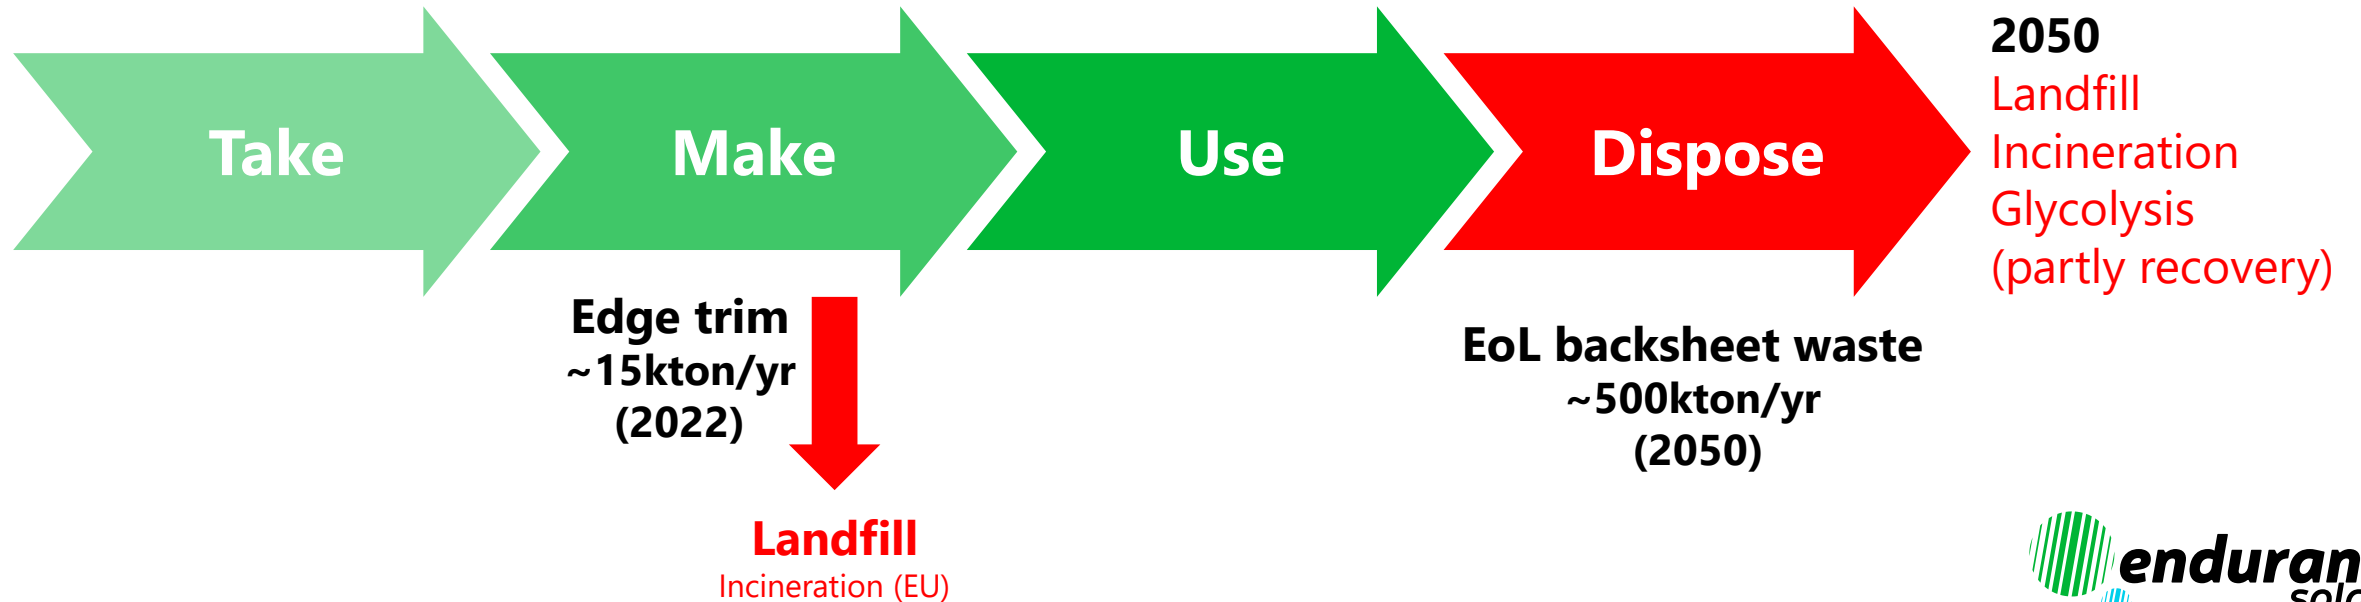 Take
Make
Use
Dispose
2050
Landfill
Incineration
Glycolysis
(partly recovery)
Edge trim
~15kton/yr
(2022)
EoL backsheet waste
~500kton/yr
(2050)
Landfill
Incineration (EU)
enduran